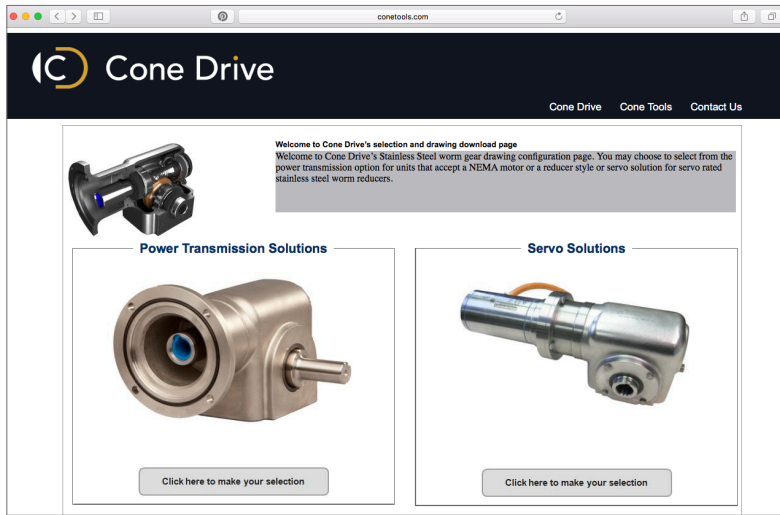 conetools.com
Cone Drive
Cone Drive Cone Tools Contact Us
Welcome to Cone Drive's selection and drawing download page
Welcome to Cone Drive's Stainless Steel worm gear drawing configuration page. You may choose to select from the
power transmission option for units that accept a NEMA motor or a reducer style or servo solution for servo rated
stainless steel worm reducers.
Power Transmission Solutions
Servo Solutions
Click here to make your selection
Click here to make your selection